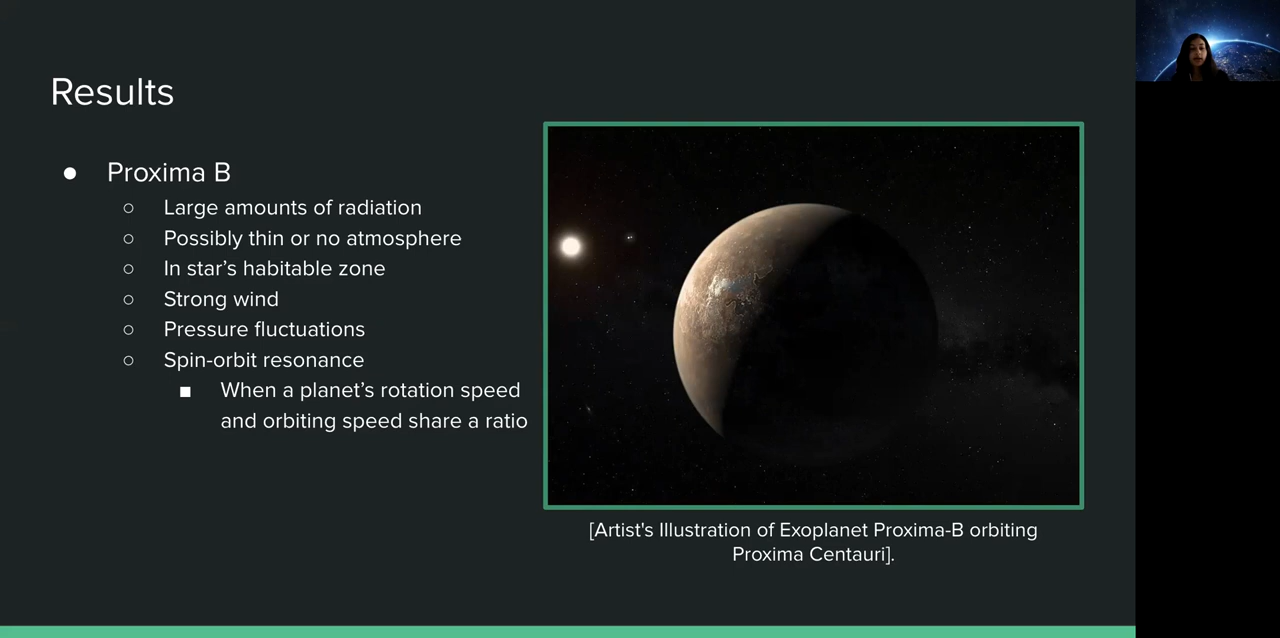 Results
● Proxima B
○ Large amounts of radiation
○ Possibly thin or no atmosphere
○ In star’s habitable zone
○ Strong wind
○ Pressure fluctuations
○ Spin-orbit resonance
■ When a planet’s rotation speed
and orbiting speed share a ratio
[Artist's Illustration of Exoplanet Proxima-B orbiting
Proxima Centauri].